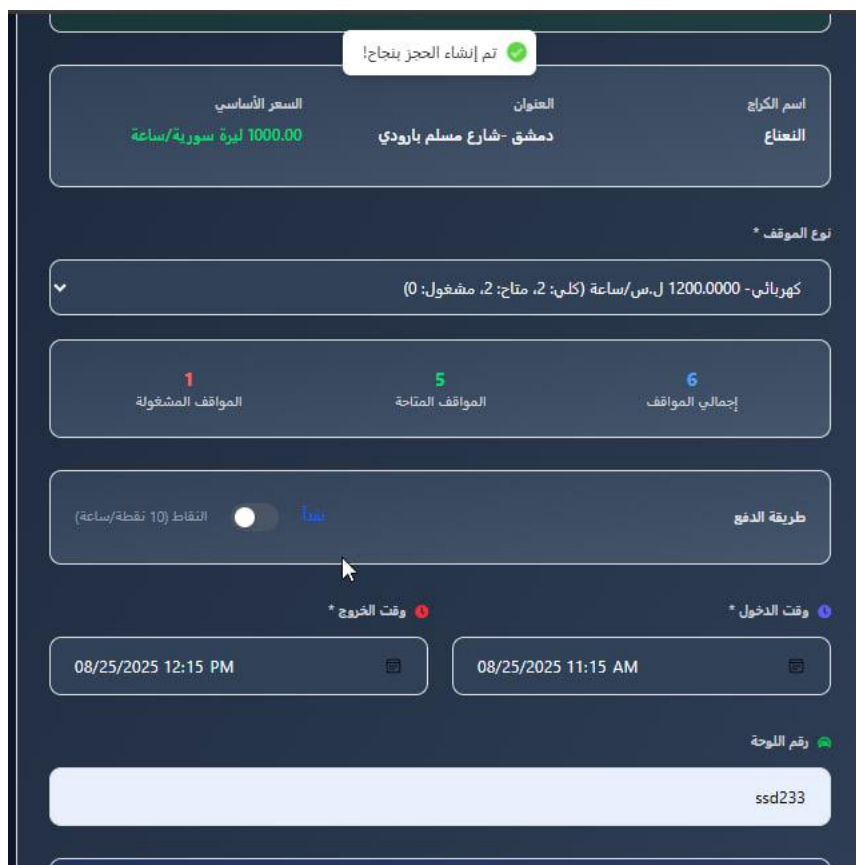 تم إنشاء الحجز بنجاح!
اسم الكراج
العنوان
السعر الأساسي
النعناع
دمشق -شارع مسلم بارودي
1000.00 ليرة سورية/ساعة
نوع الموقف *
كهربائي- 1200.0000 ل.س/ساعة (كلي: 2، متاح: 2، مشغول: 0)
6
5
1
إجمالي المواقف
المواقف المتاحة
المواقف المشغولة
طريقة الدفع
نقداً
النقاط (10 نقطة/ساعة)
وقت الدخول *
وقت الخروج *
08/25/2025 11:15 AM
08/25/2025 12:15 PM
رقم اللوحة
ssd233